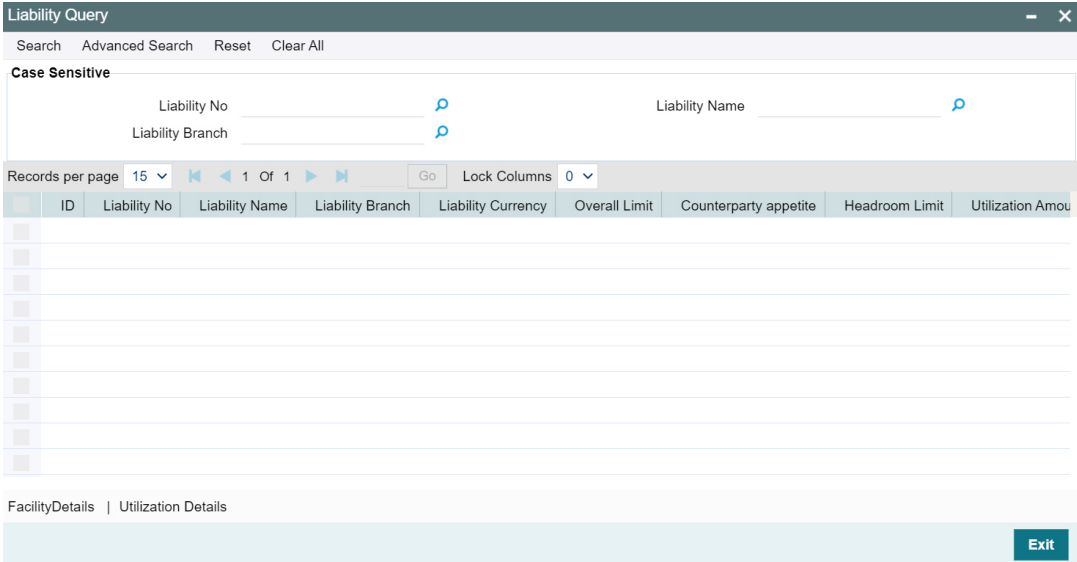 Liability Query
Search Advanced Search Reset Clear All
Case Sensitive
Liability No Liability Name
Liability Branch
Records per page 15 1 Of 1 Go Lock Columns 0
ID Liability No Liability Name Liability Branch Liability Currency Overall Limit Counterparty appetite Headroom Limit Utilization Amou
FacilityDetails | Utilization Details
Exit